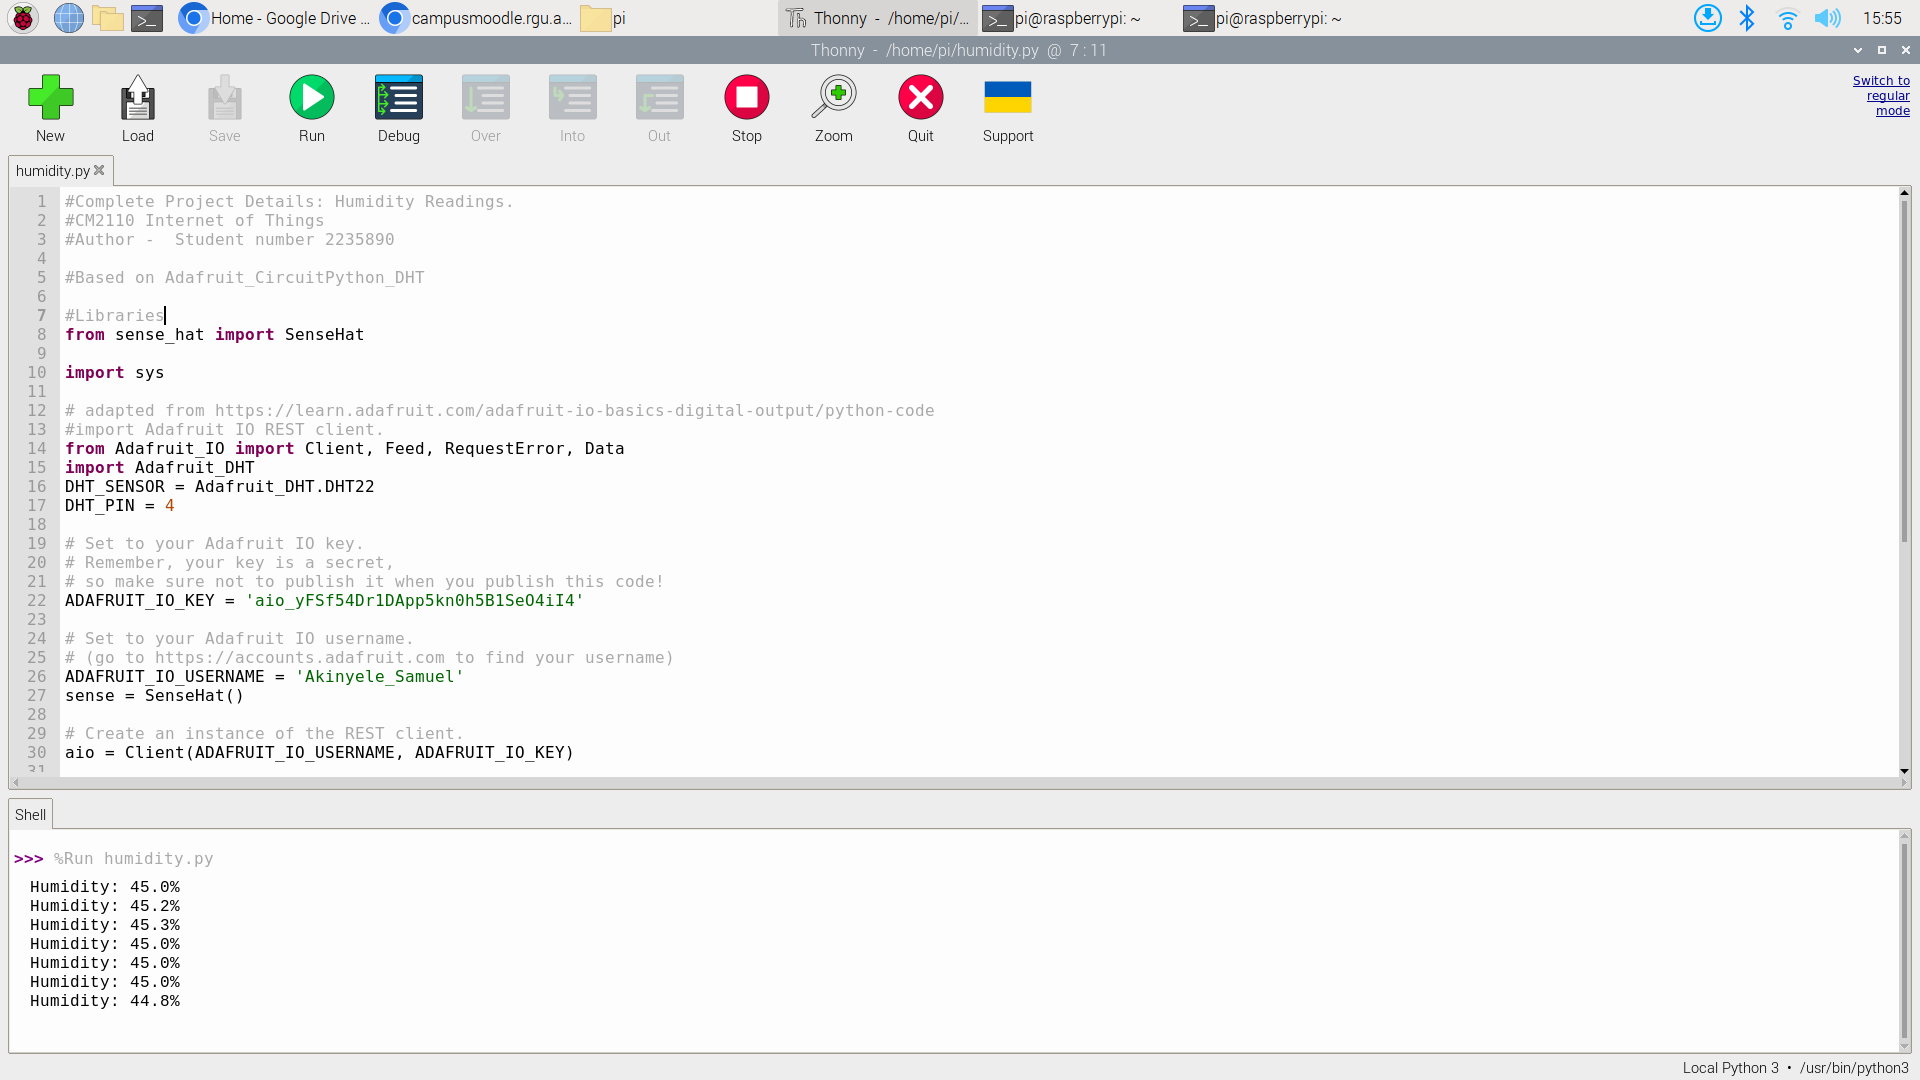 Home - Google Drive ...
campusmoodle.rgu.a...
pi
Thonny - /home/pi/...
pi@raspberrypi: ~
pi@raspberrypi: ~
15:55
Thonny - /home/pi/humidity.py @ 7:11
New
Load
Save
Run
Debug
Over
Into
Out
Stop
Zoom
Quit
Support
Switch to
regular
mode
humidity.py
1 #Complete Project Details: Humidity Readings.
2 #CM2110 Internet of Things
3 #Author -  Student number 2235890
4
5 #Based on Adafruit_CircuitPython_DHT
6
7 #Libraries
8 from sense_hat import SenseHat
9
10 import sys
11
12 # adapted from https://learn.adafruit.com/adafruit-io-basics-digital-output/python-code
13 #import Adafruit IO REST client.
14 from Adafruit_IO import Client, Feed, RequestError, Data
15 import Adafruit_DHT
16 DHT_SENSOR = Adafruit_DHT.DHT22
17 DHT_PIN = 4
18
19 # Set to your Adafruit IO key.
20 # Remember, your key is a secret,
21 # so make sure not to publish it when you publish this code!
22 ADAFRUIT_IO_KEY = 'aio_yFSf54Dr1DApp5kn0h5B1SeO4iI4'
23
24 # Set to your Adafruit IO username.
25 # (go to https://accounts.adafruit.com to find your username)
26 ADAFRUIT_IO_USERNAME = 'Akinyele_Samuel'
27 sense = SenseHat()
28
29 # Create an instance of the REST client.
30 aio = Client(ADAFRUIT_IO_USERNAME, ADAFRUIT_IO_KEY)
31
Shell
>>> %Run humidity.py
Humidity: 45.0%
Humidity: 45.2%
Humidity: 45.3%
Humidity: 45.0%
Humidity: 45.0%
Humidity: 45.0%
Humidity: 44.8%
Local Python 3 • /usr/bin/python3